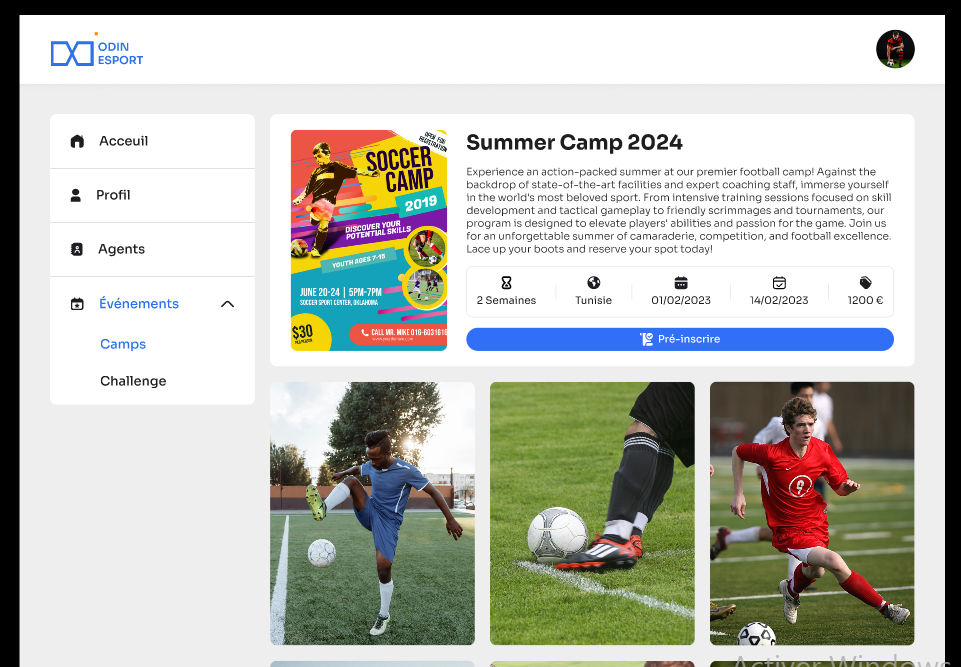 ODIN
ESPORT
Acceuil
Profil
Agents
Événements
Camps
Challenge
OPEN FOR
REGISTRATION
SOCCER
CAMP
2019
DISCOVER YOUR
POTENTIAL SKILLS
YOUTH AGES 7-15
JUNE 20-24 | 5PM-7PM
SOCCER SPORT CENTER, OKLAHOMA
$30
CALL MR. MIKE 016-6031616
Summer Camp 2024
Experience an action-packed summer at our premier football camp! Against the
backdrop of state-of-the-art facilities and expert coaching staff, immerse yourself
in the world's most beloved sport. From intensive training sessions focused on skill
development and tactical gameplay to friendly scrimmages and tournaments, our
program is designed to elevate players' abilities and passion for the game. Join us
for an unforgettable summer of camaraderie, competition, and football excellence.
Lace up your boots and reserve your spot today!
2 Semaines
Tunisie
01/02/2023
14/02/2023
1200 €
Pré-inscrire
Activer Windows